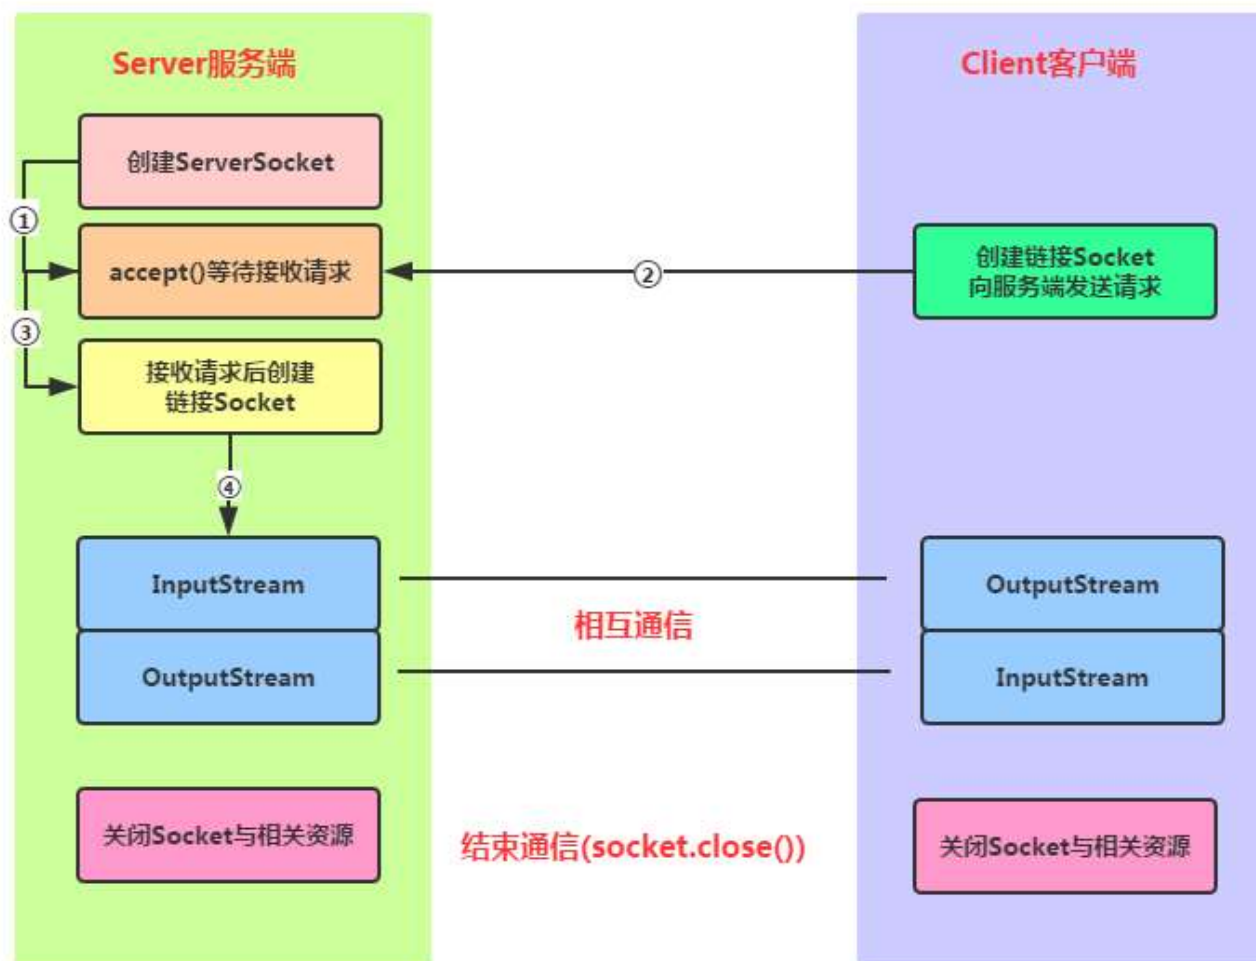 Server服务端
Client客户端
创建ServerSocket
①
accept()等待接收请求
②
创建链接Socket
向服务端发送请求
③
接收请求后创建
链接Socket
④
InputStream
OutputStream
相互通信
OutputStream
InputStream
关闭Socket与相关资源
结束通信(socket.close())
关闭Socket与相关资源